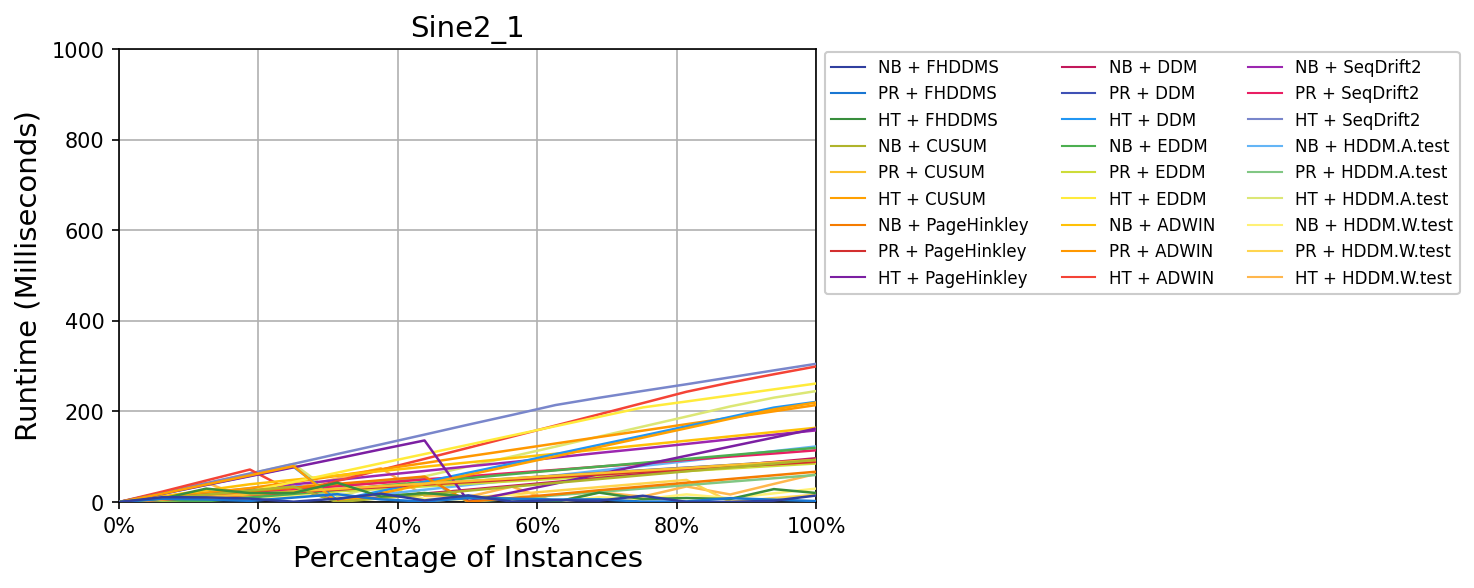 Sine2_1
Runtime (Milliseconds)
1000
800
600
400
200
0
0%
20%
40%
60%
80%
100%
Percentage of Instances
NB + FHDDMS
PR + FHDDMS
HT + FHDDMS
NB + CUSUM
PR + CUSUM
HT + CUSUM
NB + PageHinkley
PR + PageHinkley
HT + PageHinkley
NB + DDM
PR + DDM
HT + DDM
NB + EDDM
PR + EDDM
HT + EDDM
NB + ADWIN
PR + ADWIN
HT + ADWIN
NB + SeqDrift2
PR + SeqDrift2
HT + SeqDrift2
NB + HDDM.A.test
PR + HDDM.A.test
HT + HDDM.A.test
NB + HDDM.W.test
PR + HDDM.W.test
HT + HDDM.W.test